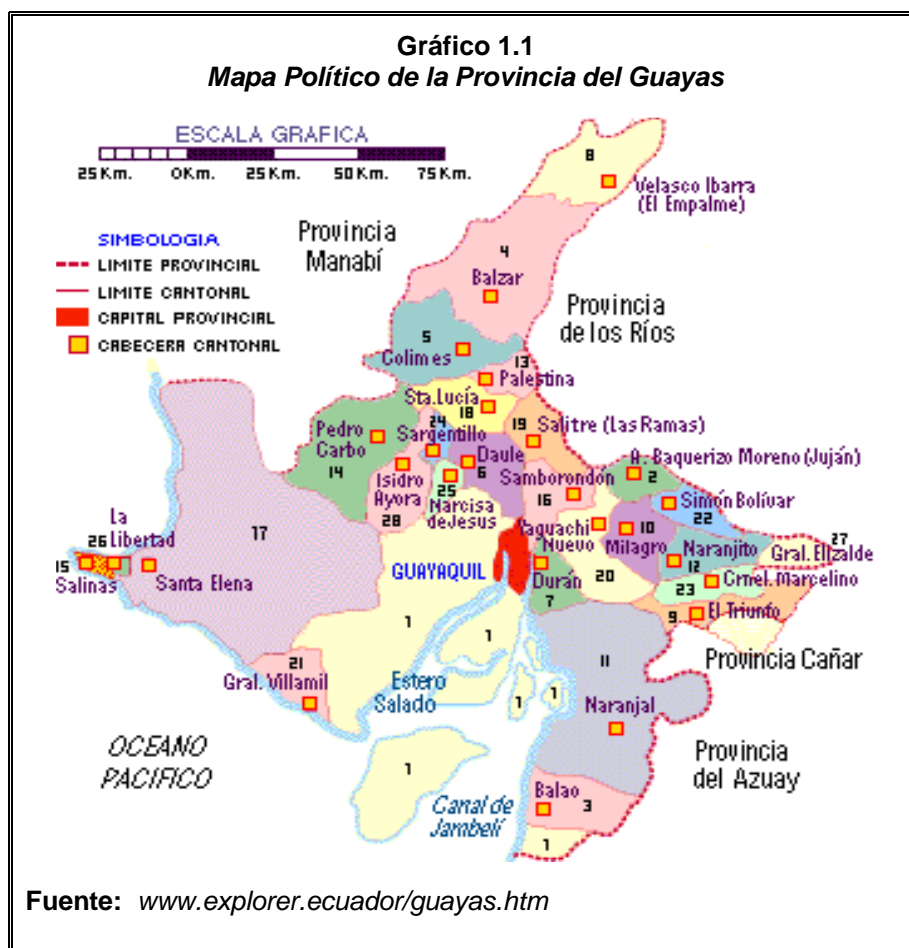 Gráfico 1.1
Mapa Político de la Provincia del Guayas
ESCALA GRAFICA
25 Km. 0Km. 25Km. 50 Km. 75 Km.
SIMBOLOGIA
LIMITE PROVINCIAL
LIMITE CANTONAL
CAPITAL PROVINCIAL
CABECERA CANTONAL
8
Velasco Ibarra
(El Empalme)
Provincia
Manabí
4
Balzar
Provincia
de los Ríos
5
Colimes
13
Palestina
Sta.Lucía
18
19
Salitre (Las Ramas)
Pedro
Carbo
14
24
Sargentillo
Daule
6
Isidro
Ayora
28
25
Narcisa
de Jesus
Samborondón
16
A. Baquerizo Moreno (Juján)
2
Simón Bolívar
22
Yaguachi
Nuevo
20
10
Milagro
Naranjito
12
27
Gral. Elizalde
23
Crnel. Marcelino
9
El Triunfo
17
La
Libertad
26
15
Salinas
Santa Elena
GUAYAQUIL
Durán
7
1
1
1
1
1
21
Gral. Villamil
Estero
Salado
11
Naranjal
Provincia Cañar
OCEANO
PACIFICO
Provincia
del Azuay
Canal de
Jambelí
Balao
3
1
Fuente: www.explorer.ecuador/guayas.htm